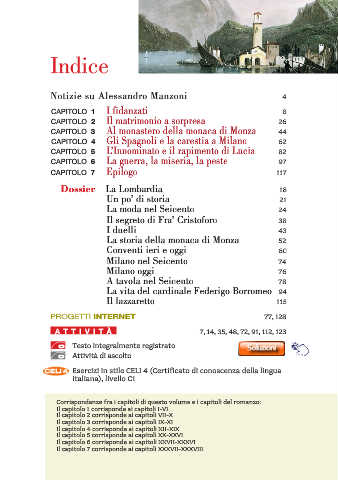 Indice
Notizie su Alessandro Manzoni 4
CAPITOLO 1 I fidanzati 8
CAPITOLO 2 Il matrimonio a sorpresa 26
CAPITOLO 3 Al monastero della monaca di Monza 44
CAPITOLO 4 Gli Spagnoli e la carestia a Milano 62
CAPITOLO 5 L'Innominato e il rapimento di Lucia 82
CAPITOLO 6 La guerra, la miseria, la peste 97
CAPITOLO 7 Epilogo 117
Dossier La Lombardia 18
Un po' di storia 21
La moda nel Seicento 24
Il segreto di Fra' Cristoforo 38
I duelli 43
La storia della monaca di Monza 52
Conventi ieri e oggi 60
Milano nel Seicento 74
Milano oggi 76
A tavola nel Seicento 78
La vita del cardinale Federigo Borromeo 94
Il lazzaretto 115
PROGETTI INTERNET 77, 128
ATTIVITÀ 7, 14, 35, 48, 72, 91, 112, 123
Testo integralmente registrato
Attività di ascolto
Soluzioni
CELI 4 Esercizi in stile CELI 4 (Certificato di conoscenza della lingua
italiana), livello C1
Corrispondenze fra i capitoli di questo volume e i capitoli del romanzo:
Il capitolo 1 corrisponde ai capitoli I-VI
Il capitolo 2 corrisponde ai capitoli VII-X
Il capitolo 3 corrisponde ai capitoli IX-XI
Il capitolo 4 corrisponde ai capitoli XII-XIX
Il capitolo 5 corrisponde ai capitoli XX-XXVI
Il capitolo 6 corrisponde ai capitoli XXVII-XXXVI
Il capitolo 7 corrisponde ai capitoli XXXVII-XXXVIII